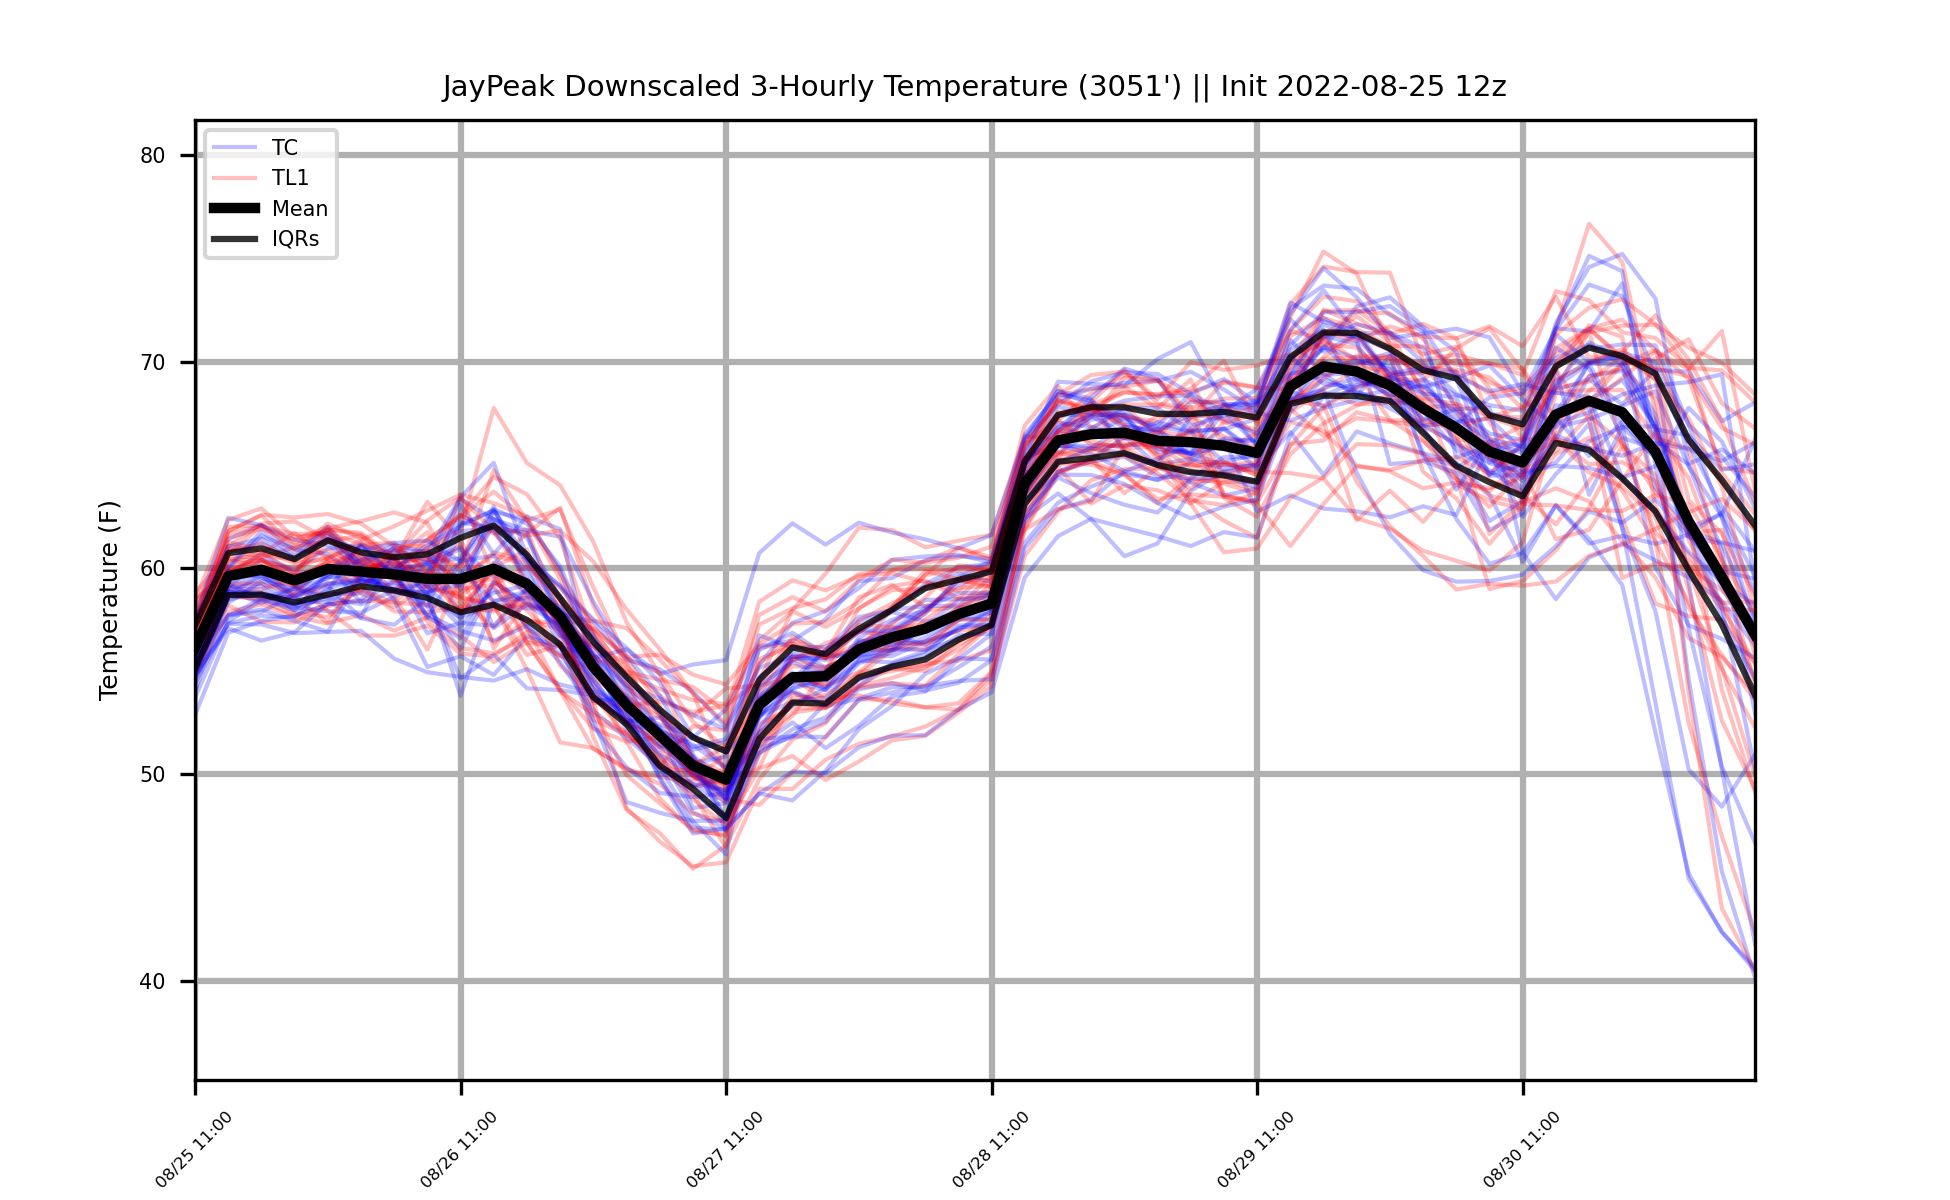 JayPeak Downscaled 3-Hourly Temperature (3051') || Init 2022-08-25 12z
TC
TL1
Mean
IQRs
Temperature (F)
80
70
60
50
40
08/25 11:00
08/26 11:00
08/27 11:00
08/28 11:00
08/29 11:00
08/30 11:00